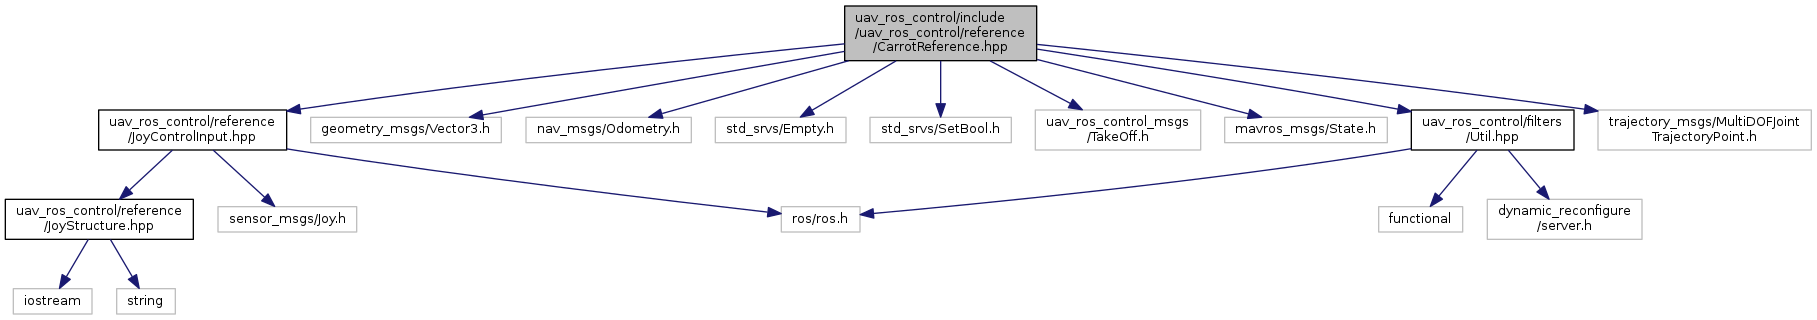 uav_ros_control/include
/uav_ros_control/reference
/CarrotReference.hpp
uav_ros_control/reference
/JoyControlInput.hpp
geometry_msgs/Vector3.h
nav_msgs/Odometry.h
std_srvs/Empty.h
std_srvs/SetBool.h
uav_ros_control_msgs
/TakeOff.h
mavros_msgs/State.h
uav_ros_control/filters
/Util.hpp
trajectory_msgs/MultiDOFJoint
TrajectoryPoint.h
uav_ros_control/reference
/JoyStructure.hpp
sensor_msgs/Joy.h
ros/ros.h
functional
dynamic_reconfigure
/server.h
iostream
string